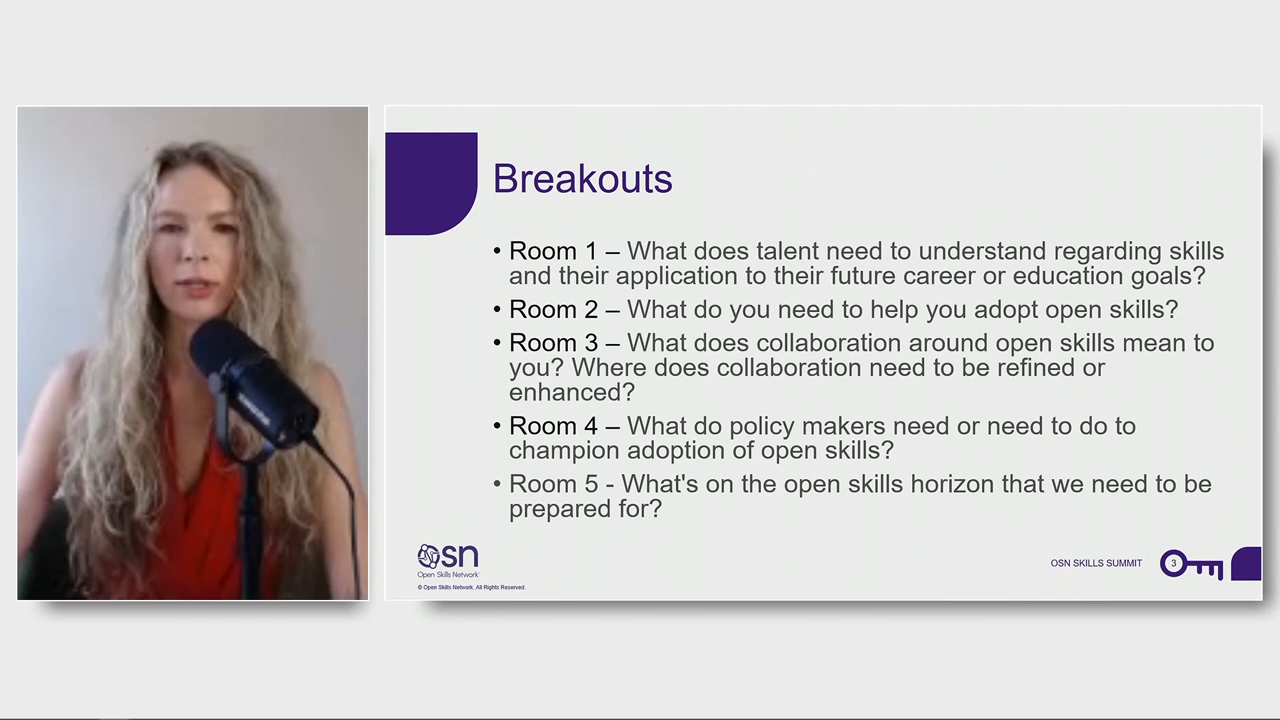 Breakouts
• Room 1 – What does talent need to understand regarding skills
and their application to their future career or education goals?
• Room 2 – What do you need to help you adopt open skills?
• Room 3 – What does collaboration around open skills mean to
you? Where does collaboration need to be refined or
enhanced?
• Room 4 – What do policy makers need or need to do to
champion adoption of open skills?
• Room 5 - What's on the open skills horizon that we need to be
prepared for?
osn
Open Skills Network
© Open Skills Network. All Rights Reserved.
OSN SKILLS SUMMIT
3